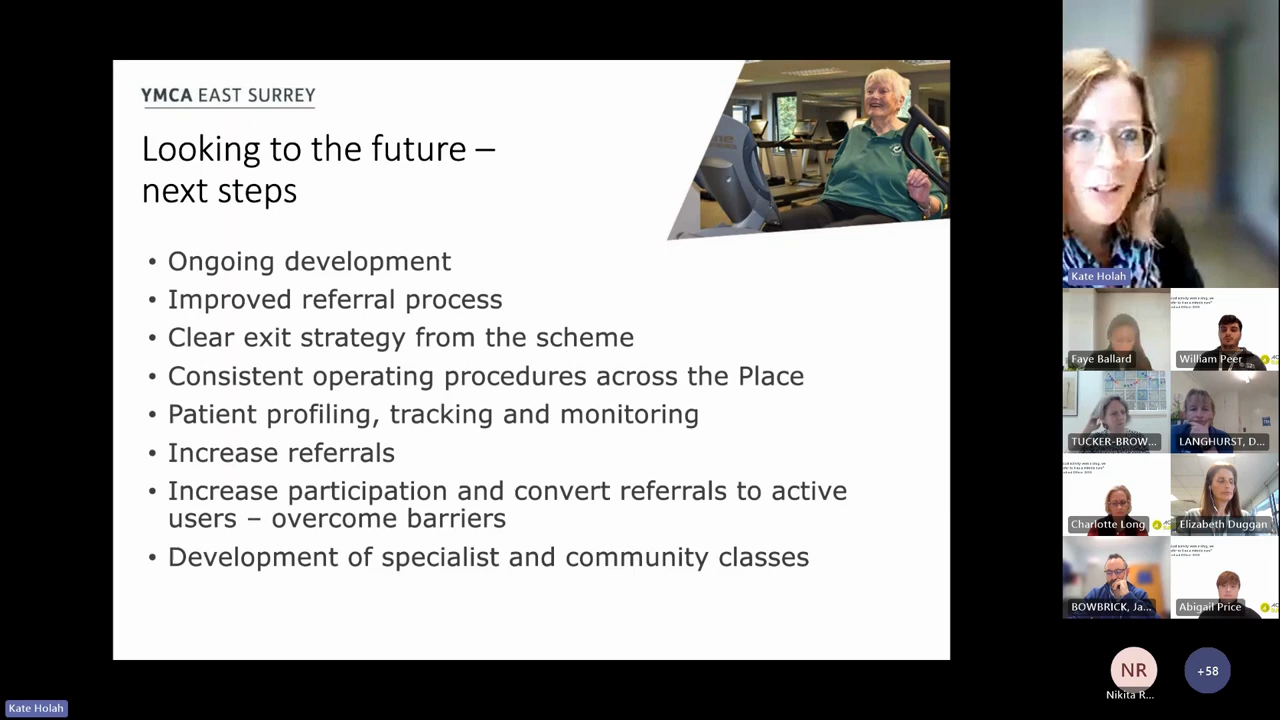 YMCA EAST SURREY
Looking to the future –
next steps
• Ongoing development
• Improved referral process
• Clear exit strategy from the scheme
• Consistent operating procedures across the Place
• Patient profiling, tracking and monitoring
• Increase referrals
• Increase participation and convert referrals to active
users – overcome barriers
• Development of specialist and community classes
Kate Holah
Faye Ballard
William Peer
TUCKER-BROW...
LANGHURST, D...
Charlotte Long
Elizabeth Duggan
BOWBRICK, Ja...
Abigail Price
NR
+58
Nikita R...
Kate Holah